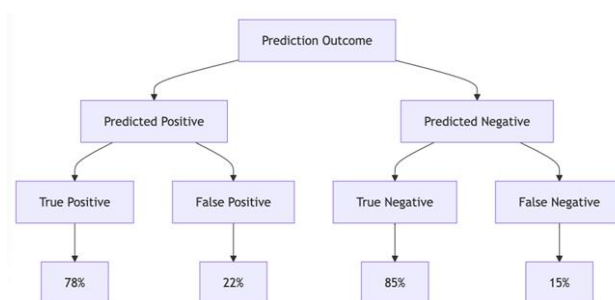 Prediction Outcome
Predicted Positive
Predicted Negative
True Positive
False Positive
True Negative
False Negative
78%
22%
85%
15%